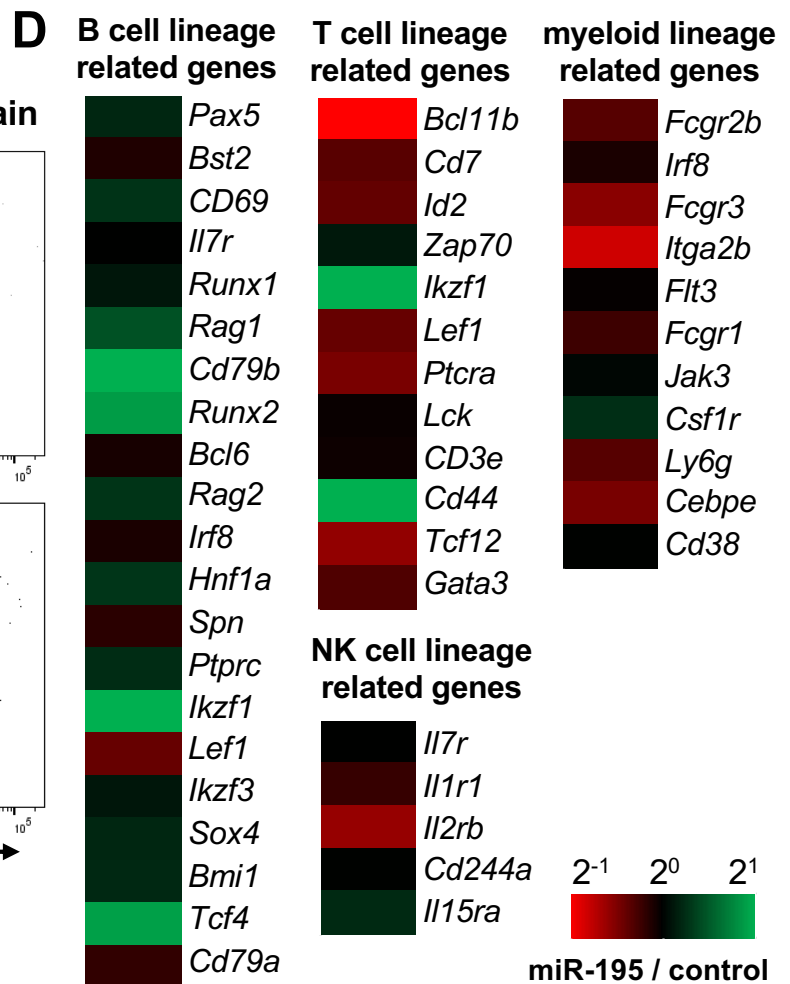 D
B cell lineage
related genes
T cell lineage
related genes
myeloid lineage
related genes
ain
10⁵
10⁵
Pax5
Bst2
CD69
Il7r
Runx1
Rag1
Cd79b
Runx2
Bcl6
Rag2
Irf8
Hnf1a
Spn
Ptprc
Ikzf1
Lef1
Ikzf3
Sox4
Bmi1
Tcf4
Cd79a
Bcl11b
Cd7
Id2
Zap70
Ikzf1
Lef1
Ptcra
Lck
CD3e
Cd44
Tcf12
Gata3
Fcgr2b
Irf8
Fcgr3
Itga2b
Flt3
Fcgr1
Jak3
Csf1r
Ly6g
Cebpe
Cd38
NK cell lineage
related genes
Il7r
Il1r1
Il2rb
Cd244a
Il15ra
2⁻¹ 2⁰ 2¹
miR-195 / control